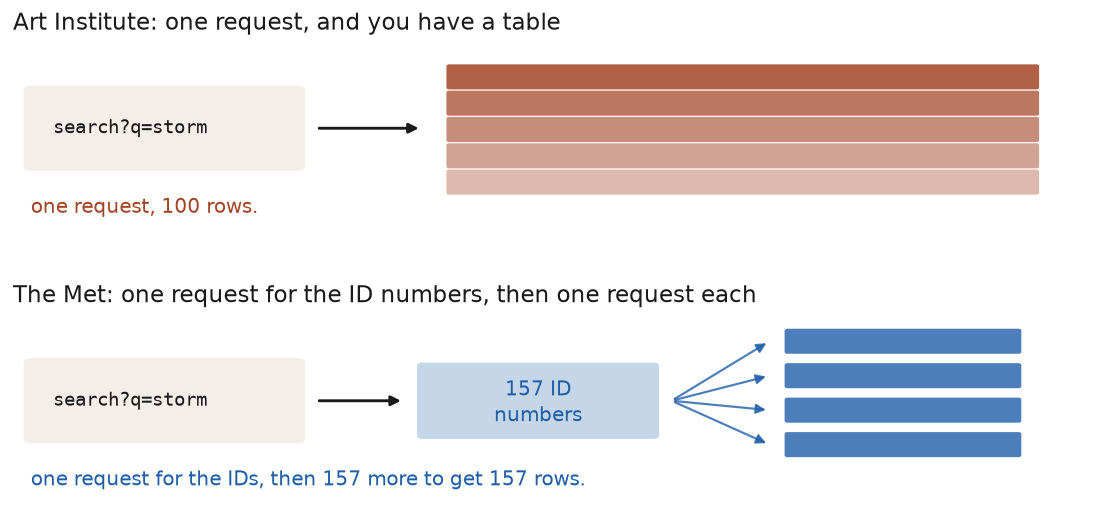 Art Institute: one request, and you have a table
search?q=storm
one request, 100 rows.
The Met: one request for the ID numbers, then one request each
search?q=storm
157 ID
numbers
one request for the IDs, then 157 more to get 157 rows.